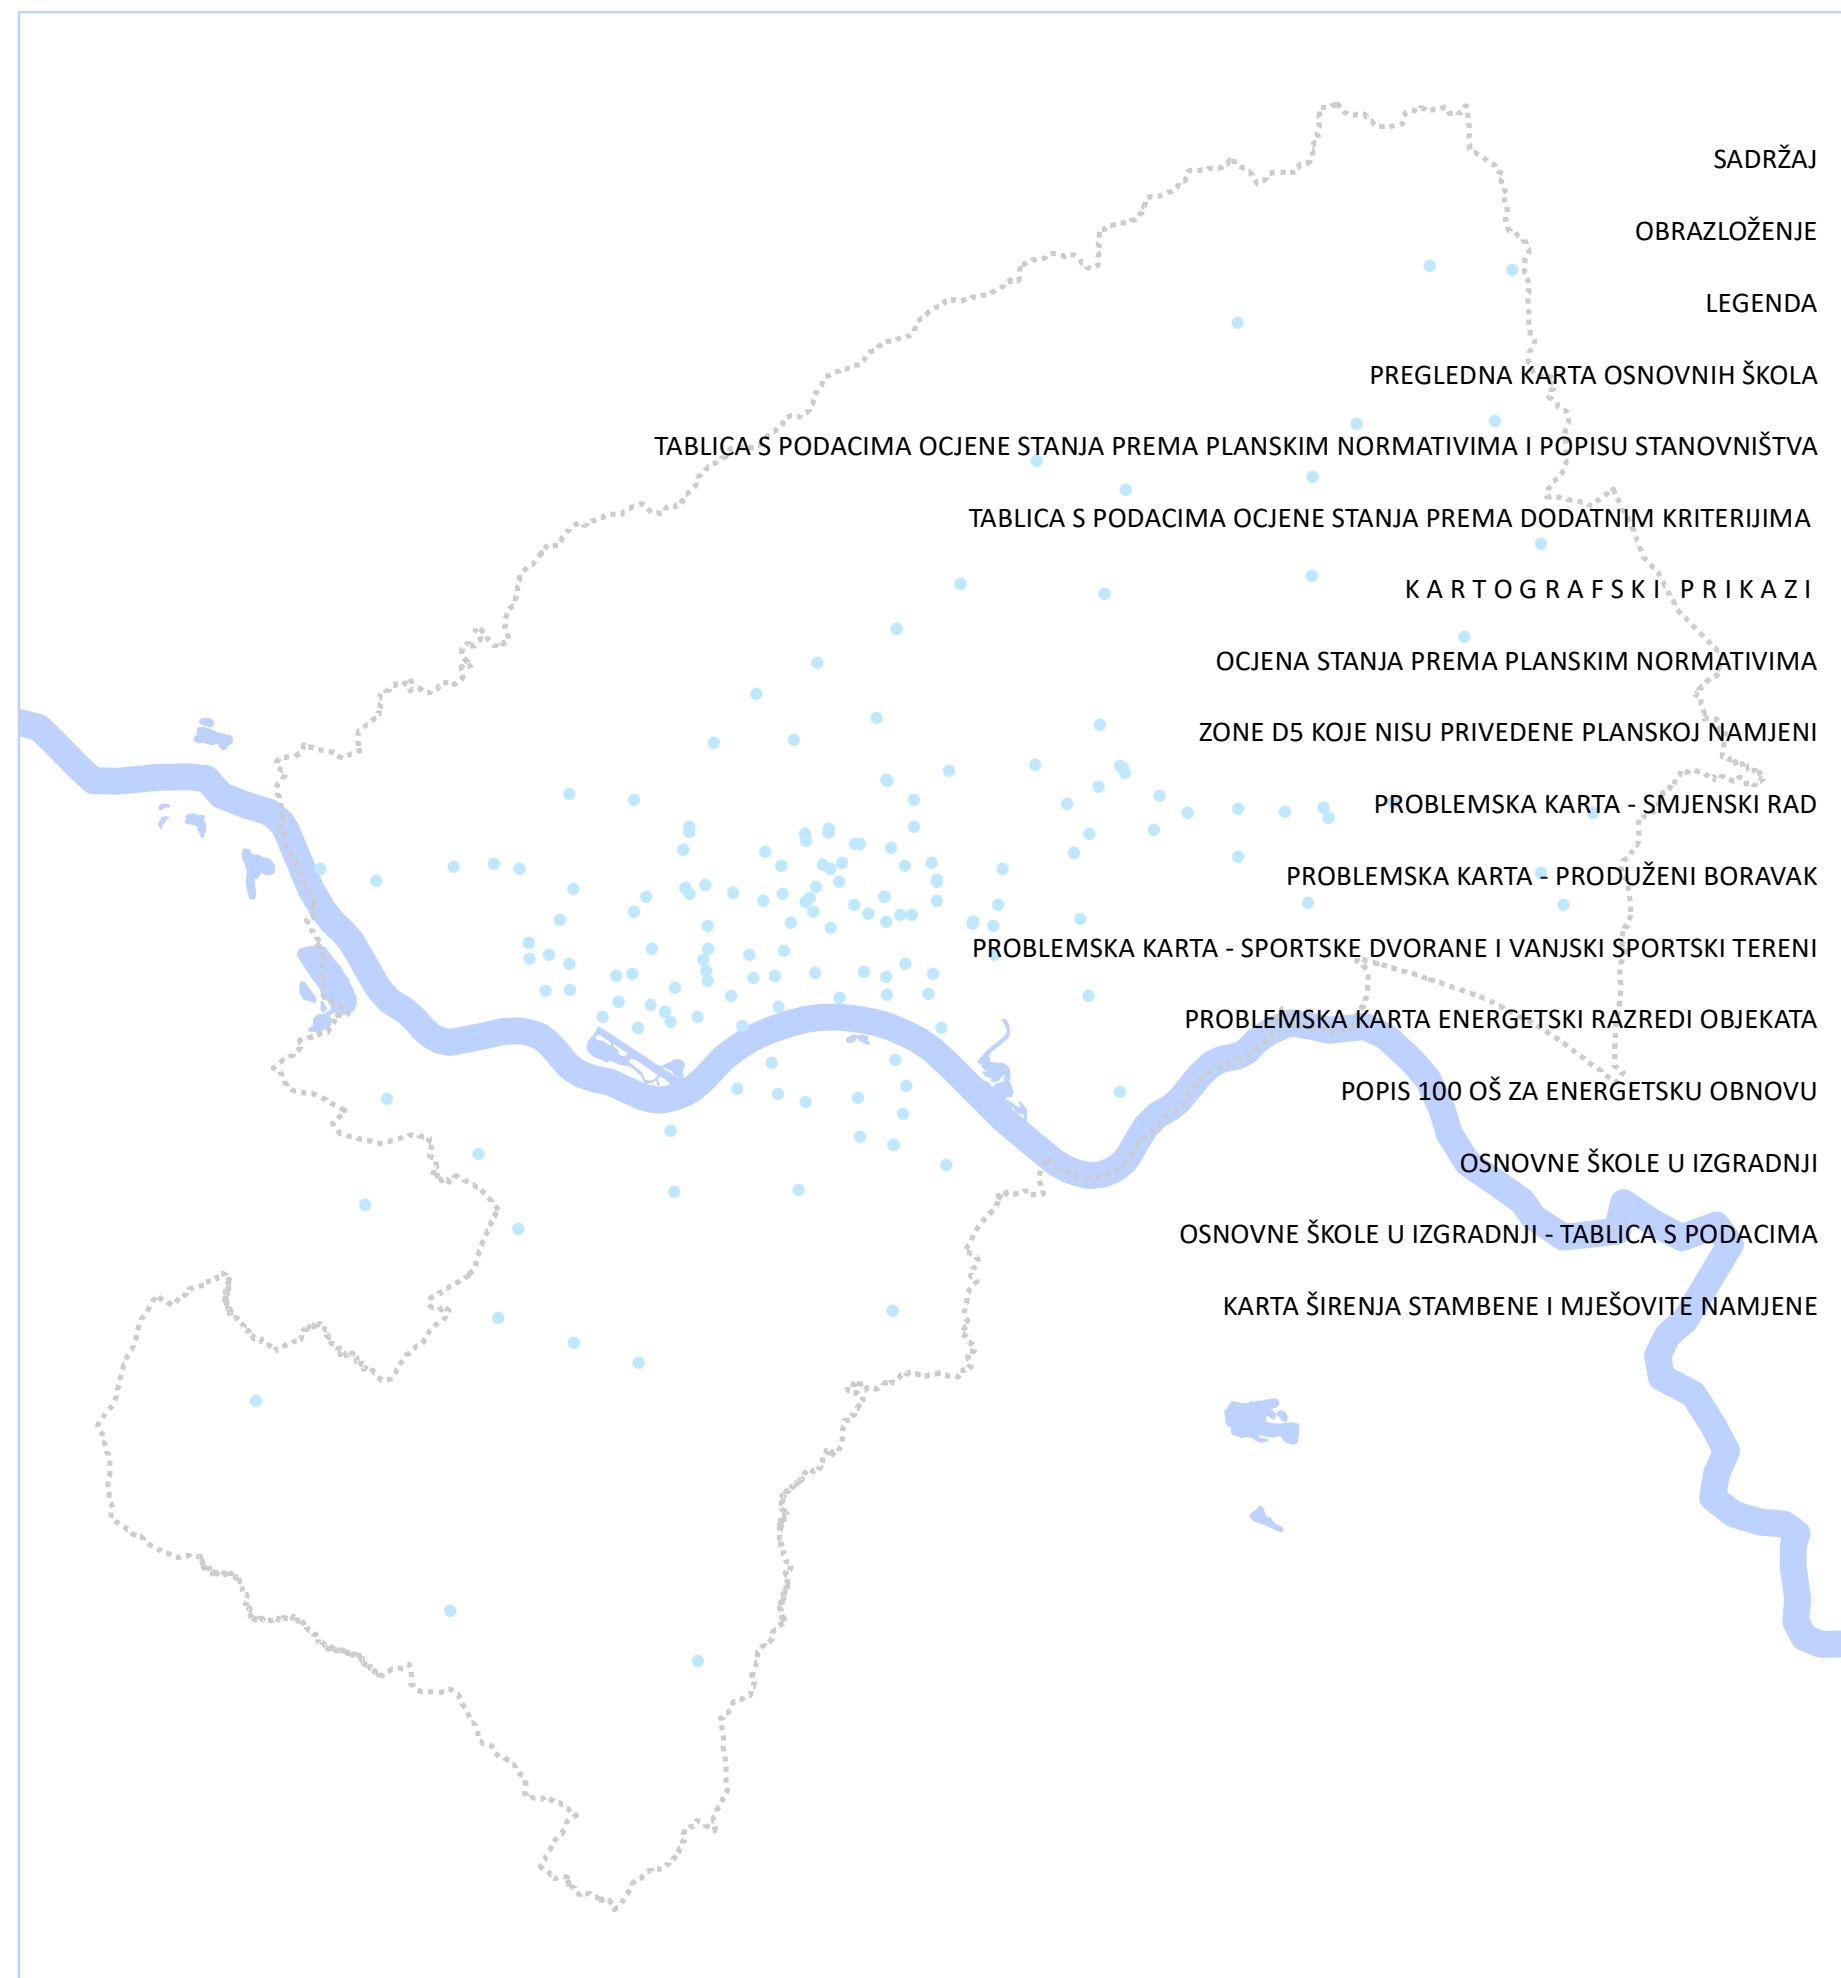 SADRŽAJ
OBRAZLOŽENJE
LEGENDA
PREGLEDNA KARTA OSNOVNIH ŠKOLA
TABLICA S PODACIMA OCJENE STANJA PREMA PLANSKIM NORMATIVIMA I POPISU STANOVNIŠTVA
TABLICA S PODACIMA OCJENE STANJA PREMA DODATNIM KRITERIJIMA
K A R T O G R A F S K I   P R I K A Z I
OCJENA STANJA PREMA PLANSKIM NORMATIVIMA
ZONE D5 KOJE NISU PRIVEDENE PLANSKOJ NAMJENI
PROBLEMSKA KARTA - SMJENSKI RAD
PROBLEMSKA KARTA - PRODUŽENI BORAVAK
PROBLEMSKA KARTA - SPORTSKE DVORANE I VANJSKI SPORTSKI TERENI
PROBLEMSKA KARTA ENERGETSKI RAZREDI OBJEKATA
POPIS 100 OŠ ZA ENERGETSKU OBNOVU
OSNOVNE ŠKOLE U IZGRADNJI
OSNOVNE ŠKOLE U IZGRADNJI - TABLICA S PODACIMA
KARTA ŠIRENJA STAMBENE I MJEŠOVITE NAMJENE